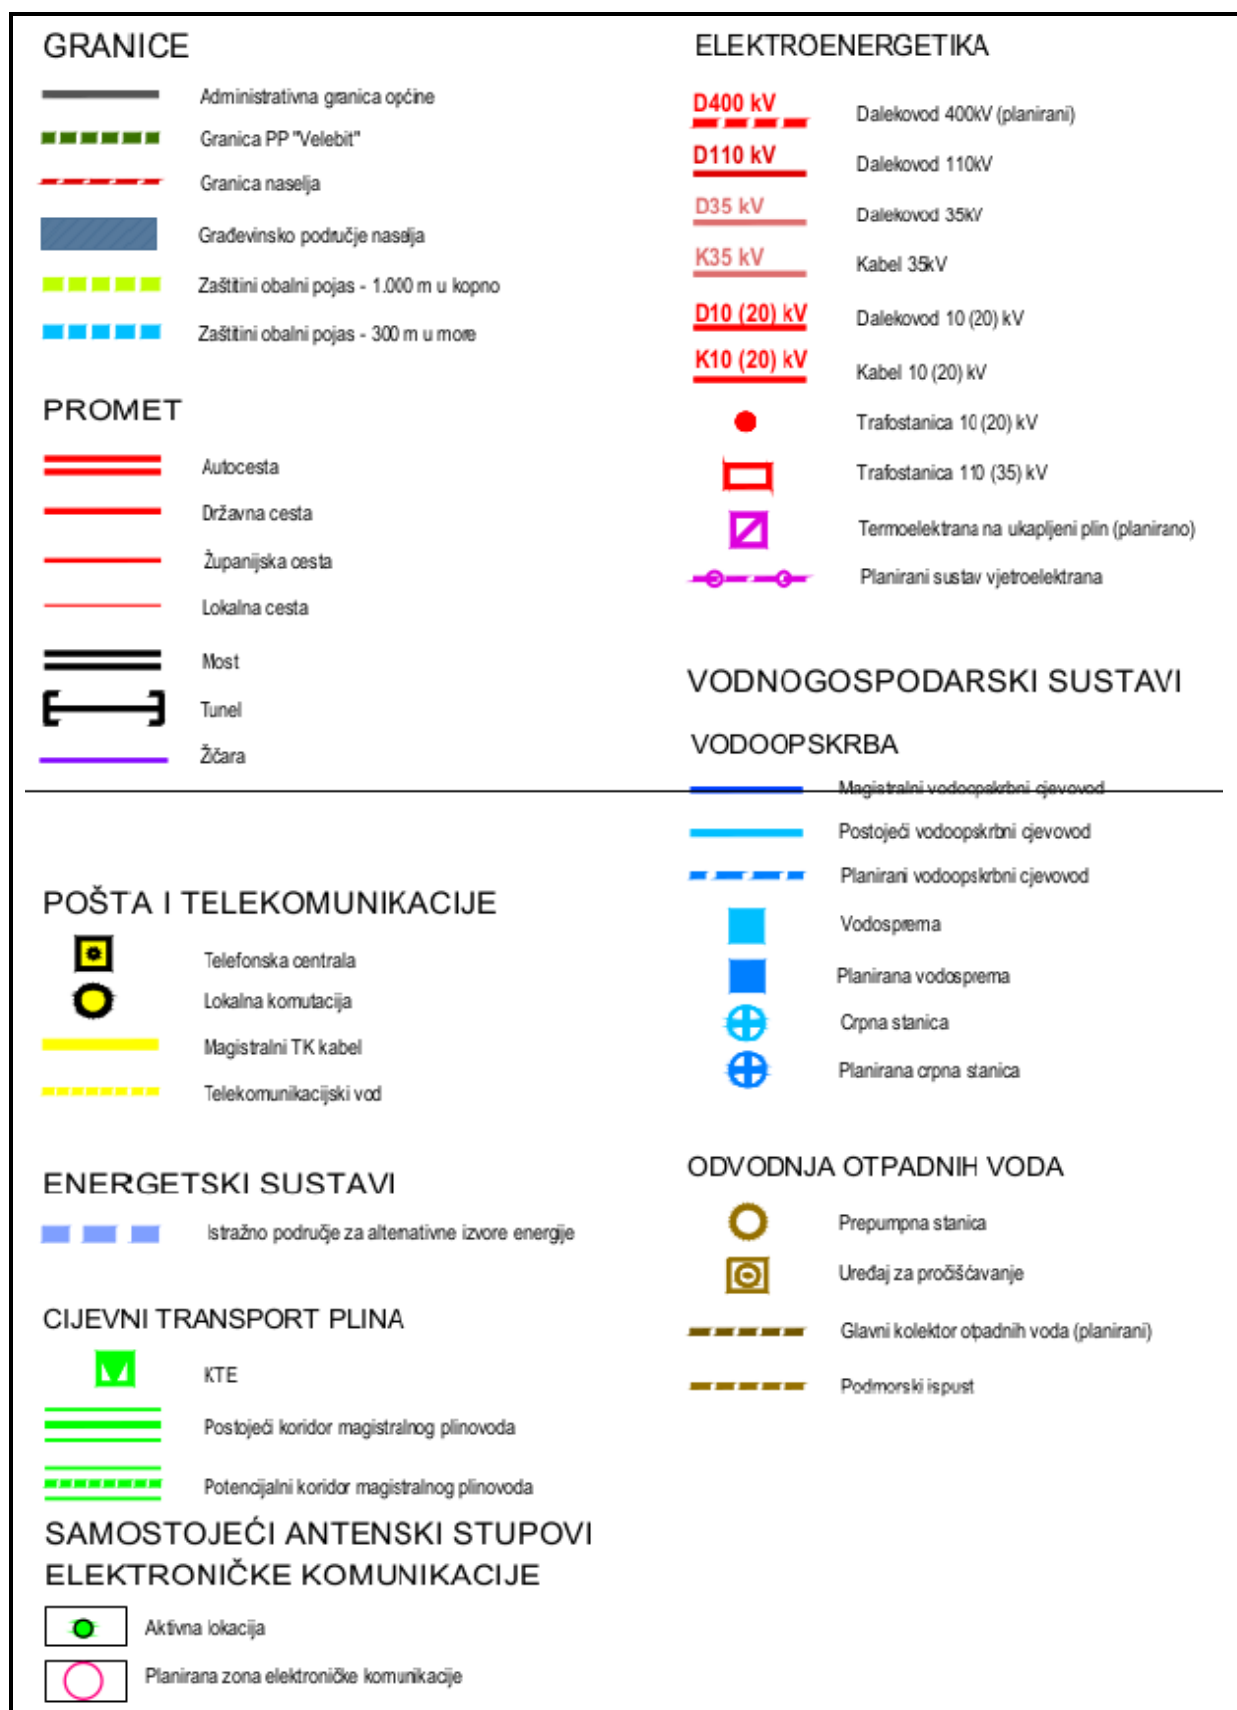 GRANICE
Administrativna granica općine
Granica PP "Velebit"
Granica naselja
Građevinsko područje naselja
Zaštitini obalni pojas - 1.000 m u kopno
Zaštitini obalni pojas - 300 m u more
PROMET
Autocesta
Državna cesta
Županijska cesta
Lokalna cesta
Most
Tunel
Žičara
POŠTA I TELEKOMUNIKACIJE
Telefonska centrala
Lokalna komutacija
Magistralni TK kabel
Telekomunikacijski vod
ENERGETSKI SUSTAVI
Istražno područje za alternativne izvore energije
CIJEVNI TRANSPORT PLINA
KTE
Postojeći koridor magistralnog plinovoda
Potencijalni koridor magistralnog plinovoda
SAMOSTOJEĆI ANTENSKI STUPOVI
ELEKTRONIČKE KOMUNIKACIJE
Aktivna lokacija
Planirana zona elektroničke komunikacije
ELEKTROENERGETIKA
D400 kV Dalekovod 400kV (planirani)
D110 kV Dalekovod 110kV
D35 kV Dalekovod 35kV
K35 kV Kabel 35kV
D10 (20) kV Dalekovod 10 (20) kV
K10 (20) kV Kabel 10 (20) kV
Trafostanica 10 (20) kV
Trafostanica 110 (35) kV
Termoelektrana na ukapljeni plin (planirano)
Planirani sustav vjetroelektrana
VODNOGOSPODARSKI SUSTAVI
VODOOPSKRBA
Magistralni vodoopskrbni cjevovod
Postojeći vodoopskrbni cjevovod
Planirani vodoopskrbni cjevovod
Vodosprema
Planirana vodosprema
Crpna stanica
Planirana crpna stanica
ODVODNJA OTPADNIH VODA
Prepumpna stanica
Uređaj za pročišćavanje
Glavni kolektor otpadnih voda (planirani)
Podmorski ispust